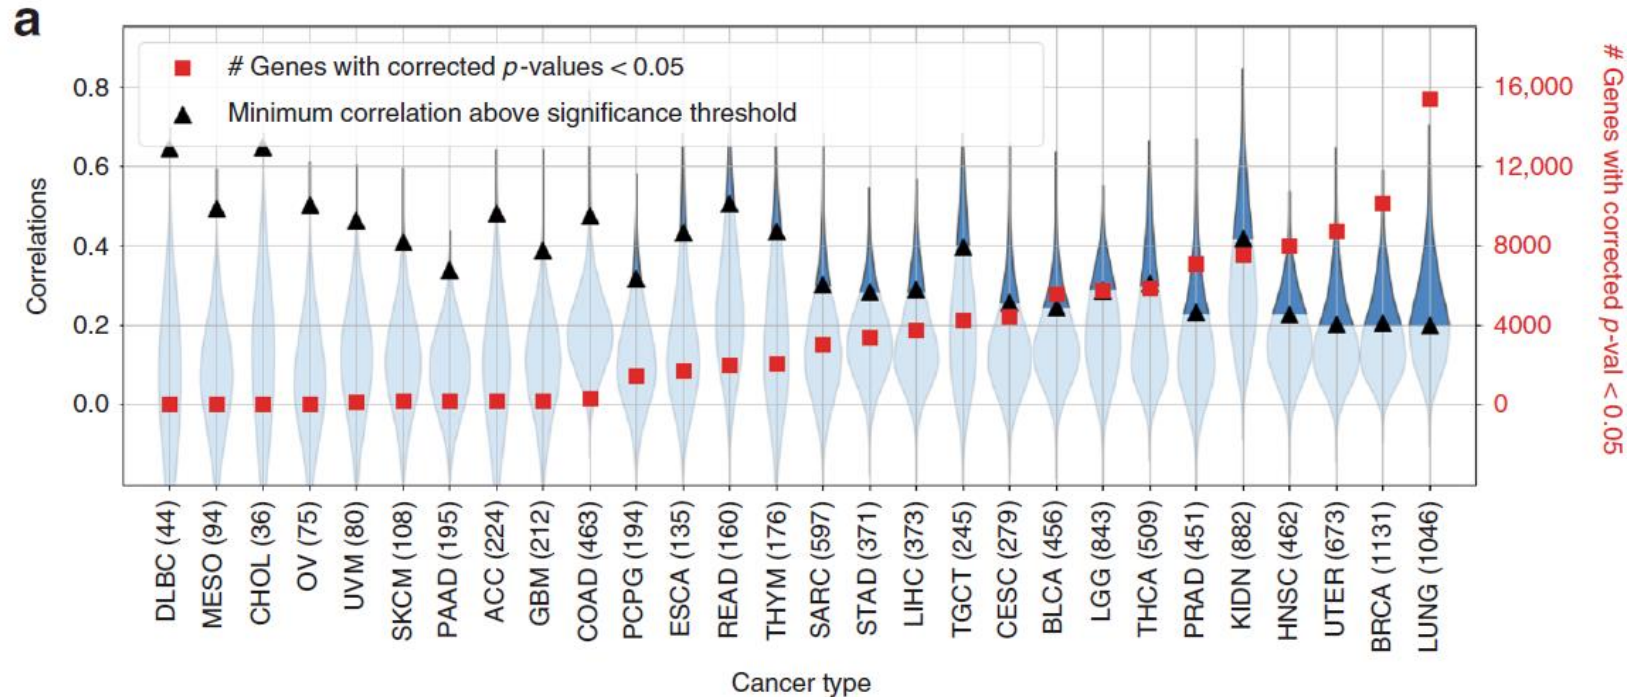 a
# Genes with corrected p-values < 0.05
Minimum correlation above significance threshold
Correlations
0.8
0.6
0.4
0.2
0.0
16,000
12,000
8000
4000
0
# Genes with corrected p-val < 0.05
DLBC (44)
MESO (94)
CHOL (36)
OV (75)
UVM (80)
SKCM (108)
PAAD (195)
ACC (224)
GBM (212)
COAD (463)
PCPG (194)
ESCA (135)
READ (160)
THYM (176)
SARC (597)
STAD (371)
LIHC (373)
TGCT (245)
CESC (279)
BLCA (456)
LGG (843)
THCA (509)
PRAD (451)
KIDN (882)
HNSC (462)
UTER (673)
BRCA (1131)
LUNG (1046)
Cancer type